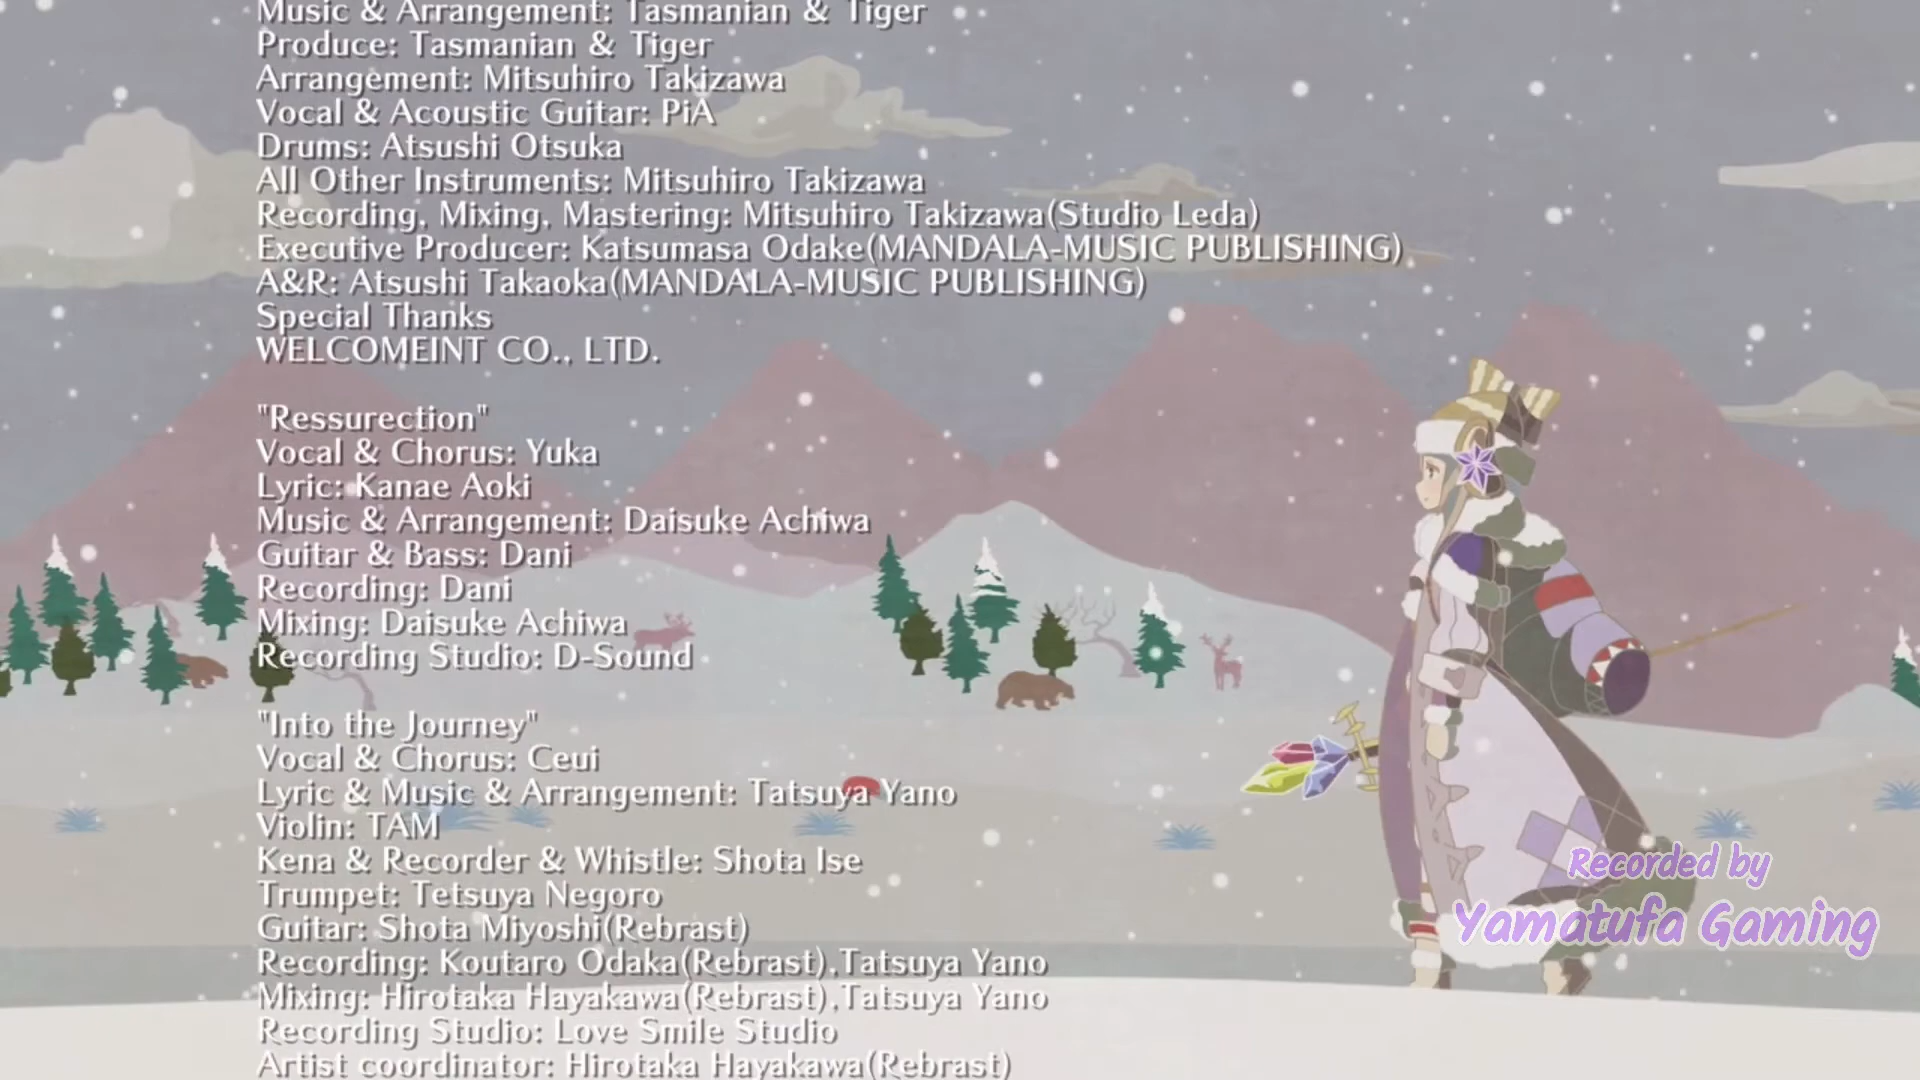 Music & Arrangement: Tasmanian & Tiger
Produce: Tasmanian & Tiger
Arrangement: Mitsuhiro Takizawa
Vocal & Acoustic Guitar: PiA
Drums: Atsushi Otsuka
All Other Instruments: Mitsuhiro Takizawa
Recording, Mixing, Mastering: Mitsuhiro Takizawa(Studio Leda)
Executive Producer: Katsumasa Odake(MANDALA-MUSIC PUBLISHING)
A&R: Atsushi Takaoka(MANDALA-MUSIC PUBLISHING)
Special Thanks
WELCOMEINT CO., LTD.
"Ressurection"
Vocal & Chorus: Yuka
Lyric: Kanae Aoki
Music & Arrangement: Daisuke Achiwa
Guitar & Bass: Dani
Recording: Dani
Mixing: Daisuke Achiwa
Recording Studio: D-Sound
"Into the Journey"
Vocal & Chorus: Ceui
Lyric & Music & Arrangement: Tatsuya Yano
Violin: TAM
Kena & Recorder & Whistle: Shota Ise
Trumpet: Tetsuya Negoro
Guitar: Shota Miyoshi(Rebrast)
Recording: Koutaro Odaka(Rebrast),Tatsuya Yano
Mixing: Hirotaka Hayakawa(Rebrast),Tatsuya Yano
Recording Studio: Love Smile Studio
Artist coordinator: Hirotaka Hayakawa(Rebrast)
Recorded by
Yamatufa Gaming